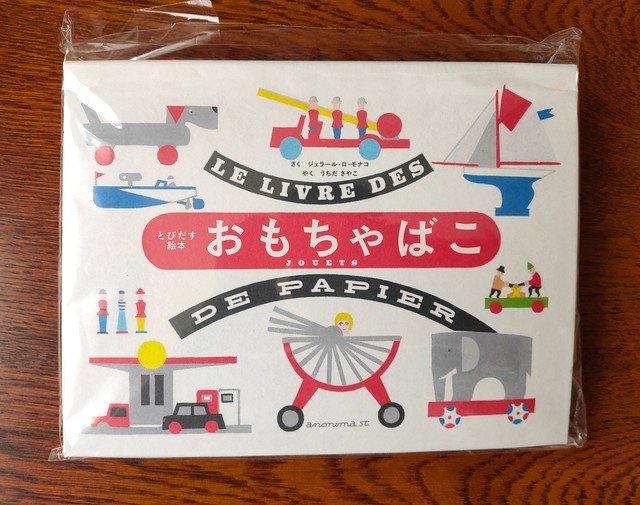 さく ジェラール・ロ・モナコ
やく うちだ さやこ
LE LIVRE DES
とびだす
絵本
おもちゃばこ
JOUETS
DE PAPIER
anonima st.